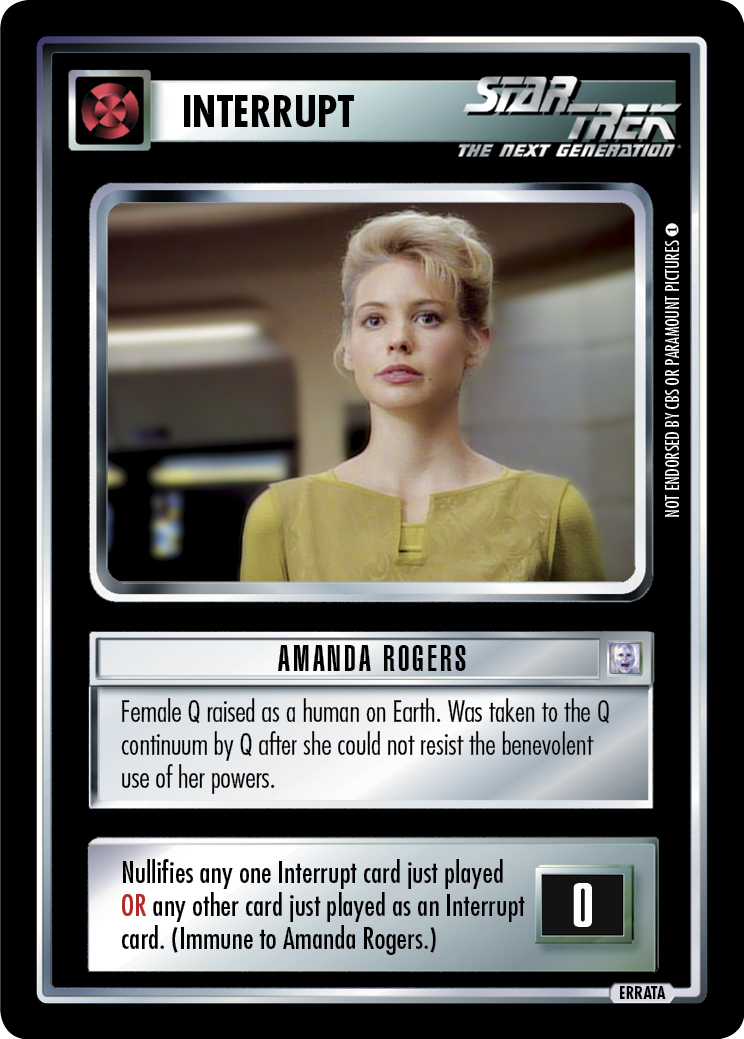 INTERRUPT
STAR TREK
THE NEXT GENERATION
NOT ENDORSED BY CBS OR PARAMOUNT PICTURES 1
AMANDA ROGERS
Female Q raised as a human on Earth. Was taken to the Q
continuum by Q after she could not resist the benevolent
use of her powers.
Nullifies any one Interrupt card just played
OR any other card just played as an Interrupt
card. (Immune to Amanda Rogers.)
0
ERRATA